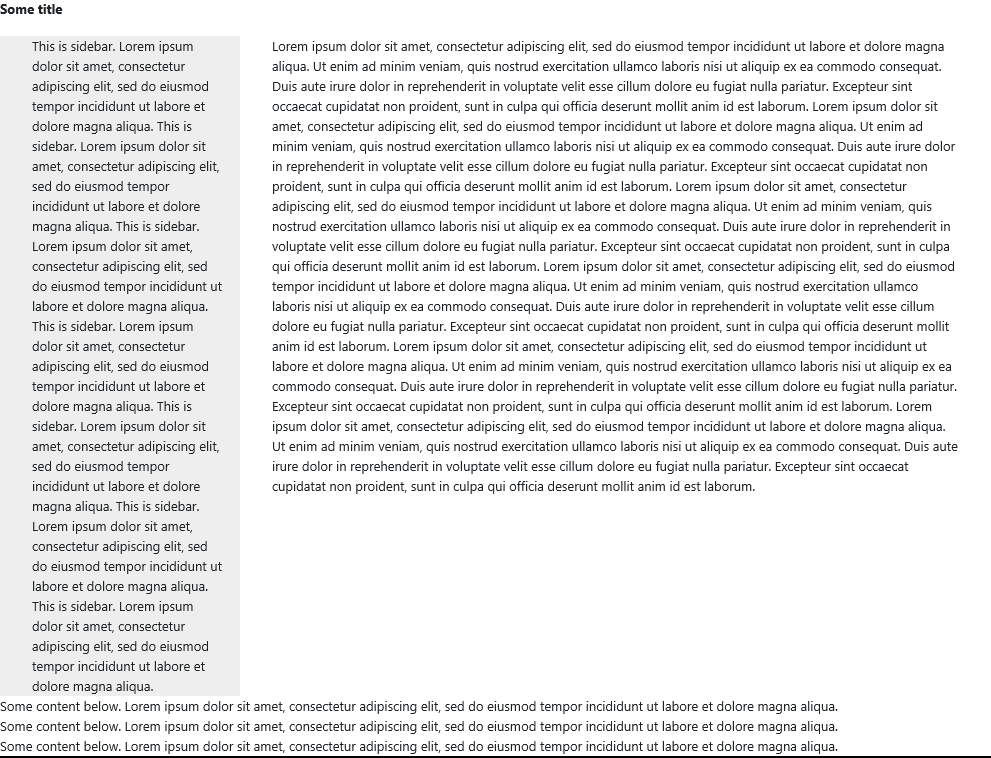 Some title
This is sidebar. Lorem ipsum
dolor sit amet, consectetur
adipiscing elit, sed do eiusmod
tempor incididunt ut labore et
dolore magna aliqua. This is
sidebar. Lorem ipsum dolor sit
amet, consectetur adipiscing elit,
sed do eiusmod tempor
incididunt ut labore et dolore
magna aliqua. This is sidebar.
Lorem ipsum dolor sit amet,
consectetur adipiscing elit, sed
do eiusmod tempor incididunt ut
labore et dolore magna aliqua.
This is sidebar. Lorem ipsum
dolor sit amet, consectetur
adipiscing elit, sed do eiusmod
tempor incididunt ut labore et
dolore magna aliqua. This is
sidebar. Lorem ipsum dolor sit
amet, consectetur adipiscing elit,
sed do eiusmod tempor
incididunt ut labore et dolore
magna aliqua. This is sidebar.
Lorem ipsum dolor sit amet,
consectetur adipiscing elit, sed
do eiusmod tempor incididunt ut
labore et dolore magna aliqua.
This is sidebar. Lorem ipsum
dolor sit amet, consectetur
adipiscing elit, sed do eiusmod
tempor incididunt ut labore et
dolore magna aliqua.
Lorem ipsum dolor sit amet, consectetur adipiscing elit, sed do eiusmod tempor incididunt ut labore et dolore magna
aliqua. Ut enim ad minim veniam, quis nostrud exercitation ullamco laboris nisi ut aliquip ex ea commodo consequat.
Duis aute irure dolor in reprehenderit in voluptate velit esse cillum dolore eu fugiat nulla pariatur. Excepteur sint
occaecat cupidatat non proident, sunt in culpa qui officia deserunt mollit anim id est laborum. Lorem ipsum dolor sit
amet, consectetur adipiscing elit, sed do eiusmod tempor incididunt ut labore et dolore magna aliqua. Ut enim ad
minim veniam, quis nostrud exercitation ullamco laboris nisi ut aliquip ex ea commodo consequat. Duis aute irure dolor
in reprehenderit in voluptate velit esse cillum dolore eu fugiat nulla pariatur. Excepteur sint occaecat cupidatat non
proident, sunt in culpa qui officia deserunt mollit anim id est laborum. Lorem ipsum dolor sit amet, consectetur
adipiscing elit, sed do eiusmod tempor incididunt ut labore et dolore magna aliqua. Ut enim ad minim veniam, quis
nostrud exercitation ullamco laboris nisi ut aliquip ex ea commodo consequat. Duis aute irure dolor in reprehenderit in
voluptate velit esse cillum dolore eu fugiat nulla pariatur. Excepteur sint occaecat cupidatat non proident, sunt in culpa
qui officia deserunt mollit anim id est laborum. Lorem ipsum dolor sit amet, consectetur adipiscing elit, sed do eiusmod
tempor incididunt ut labore et dolore magna aliqua. Ut enim ad minim veniam, quis nostrud exercitation ullamco
laboris nisi ut aliquip ex ea commodo consequat. Duis aute irure dolor in reprehenderit in voluptate velit esse cillum
dolore eu fugiat nulla pariatur. Excepteur sint occaecat cupidatat non proident, sunt in culpa qui officia deserunt mollit
anim id est laborum. Lorem ipsum dolor sit amet, consectetur adipiscing elit, sed do eiusmod tempor incididunt ut
labore et dolore magna aliqua. Ut enim ad minim veniam, quis nostrud exercitation ullamco laboris nisi ut aliquip ex ea
commodo consequat. Duis aute irure dolor in reprehenderit in voluptate velit esse cillum dolore eu fugiat nulla pariatur.
Excepteur sint occaecat cupidatat non proident, sunt in culpa qui officia deserunt mollit anim id est laborum. Lorem
ipsum dolor sit amet, consectetur adipiscing elit, sed do eiusmod tempor incididunt ut labore et dolore magna aliqua.
Ut enim ad minim veniam, quis nostrud exercitation ullamco laboris nisi ut aliquip ex ea commodo consequat. Duis aute
irure dolor in reprehenderit in voluptate velit esse cillum dolore eu fugiat nulla pariatur. Excepteur sint occaecat
cupidatat non proident, sunt in culpa qui officia deserunt mollit anim id est laborum.
Some content below. Lorem ipsum dolor sit amet, consectetur adipiscing elit, sed do eiusmod tempor incididunt ut labore et dolore magna aliqua.
Some content below. Lorem ipsum dolor sit amet, consectetur adipiscing elit, sed do eiusmod tempor incididunt ut labore et dolore magna aliqua.
Some content below. Lorem ipsum dolor sit amet, consectetur adipiscing elit, sed do eiusmod tempor incididunt ut labore et dolore magna aliqua.